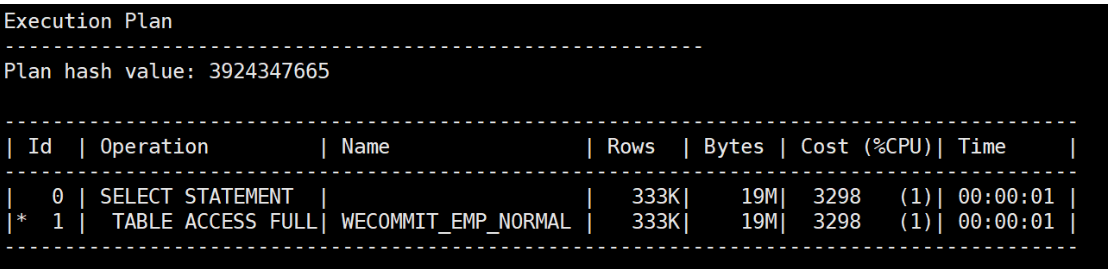 Execution Plan
----------------------------------------------------------
Plan hash value: 3924347665
-----------------------------------------------------------------------------------------
| Id  | Operation         | Name               | Rows  | Bytes | Cost (%CPU)| Time     |
-----------------------------------------------------------------------------------------
|   0 | SELECT STATEMENT  |                    |   333K|    19M|  3298   (1)| 00:00:01 |
|*  1 |  TABLE ACCESS FULL| WECOMMIT_EMP_NORMAL |   333K|    19M|  3298   (1)| 00:00:01 |
-----------------------------------------------------------------------------------------